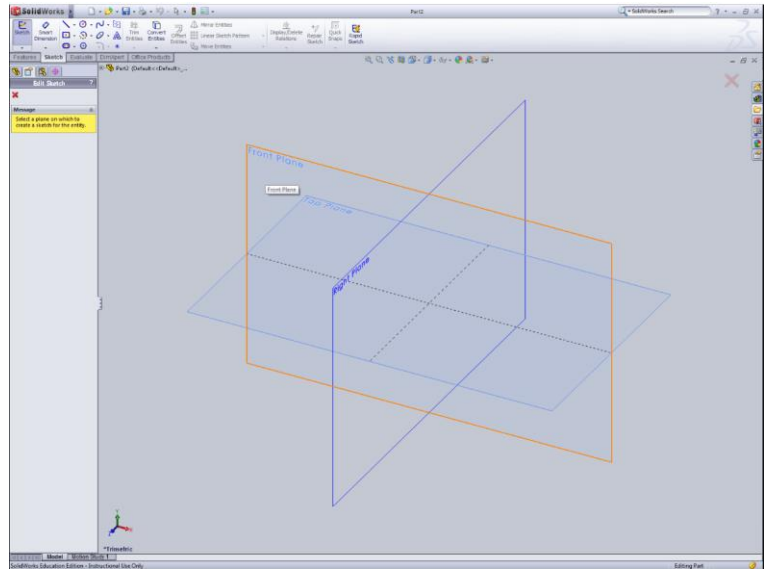 SolidWorks
Part2
SolidWorks Search
Sketch
Smart Dimension
Trim Entities
Convert Entities
Offset Entities
Mirror Entities
Linear Sketch Pattern
Move Entities
Display/Delete Relations
Repair Sketch
Quick Snaps
Rapid Sketch
Features Sketch Evaluate DimXpert Office Products
Part2 (Default<<Default>_...
Edit Sketch ?
Message
Select a plane on which to
create a sketch for the entity.
Front Plane
Front Plane
Top Plane
Right Plane
*Trimetric
Model Motion Study 1
SolidWorks Education Edition - Instructional Use Only
Editing Part